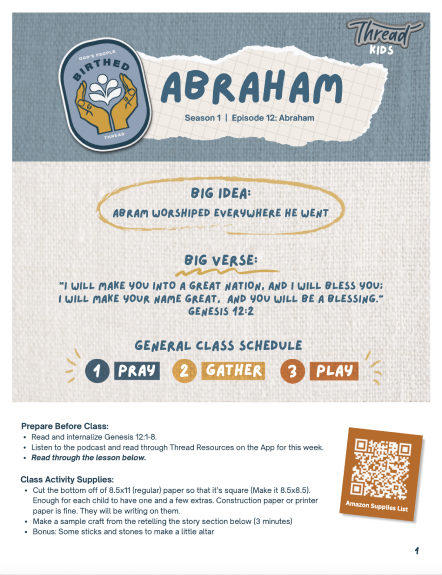 Thread
KIDS
GOD'S PEOPLE
BIRTHED
THREAD
ABRAHAM
Season 1 | Episode 12: Abraham
BIG IDEA:
ABRAM WORSHIPED EVERYWHERE HE WENT
BIG VERSE:
"I WILL MAKE YOU INTO A GREAT NATION, AND I WILL BLESS YOU;
I WILL MAKE YOUR NAME GREAT, AND YOU WILL BE A BLESSING."
GENESIS 12:2
GENERAL CLASS SCHEDULE
1 PRAY 2 GATHER 3 PLAY
Prepare Before Class:
• Read and internalize Genesis 12:1-8.
• Listen to the podcast and read through Thread Resources on the App for this week.
• Read through the lesson below.
Class Activity Supplies:
• Cut the bottom off of 8.5x11 (regular) paper so that it's square (Make it 8.5x8.5).
Enough for each child to have one and a few extras. Construction paper or printer
paper is fine. They will be writing on them.
• Make a sample craft from the retelling the story section below (3 minutes)
• Bonus: Some sticks and stones to make a little altar
Amazon Supplies List
1